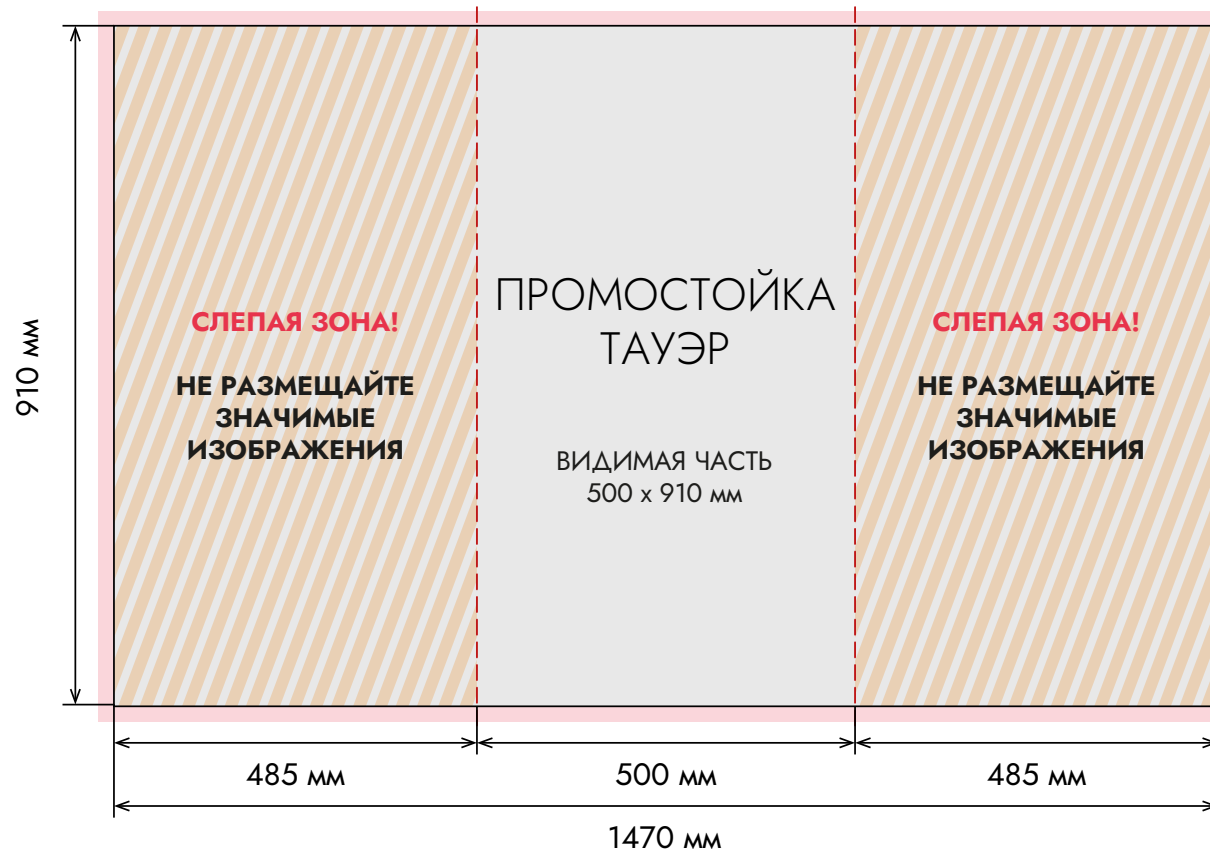 910 мм
СЛЕПАЯ ЗОНА!
НЕ РАЗМЕЩАЙТЕ
ЗНАЧИМЫЕ
ИЗОБРАЖЕНИЯ
ПРОМОСТОЙКА
ТАУЭР
ВИДИМАЯ ЧАСТЬ
500 х 910 мм
СЛЕПАЯ ЗОНА!
НЕ РАЗМЕЩАЙТЕ
ЗНАЧИМЫЕ
ИЗОБРАЖЕНИЯ
485 мм
500 мм
485 мм
1470 мм